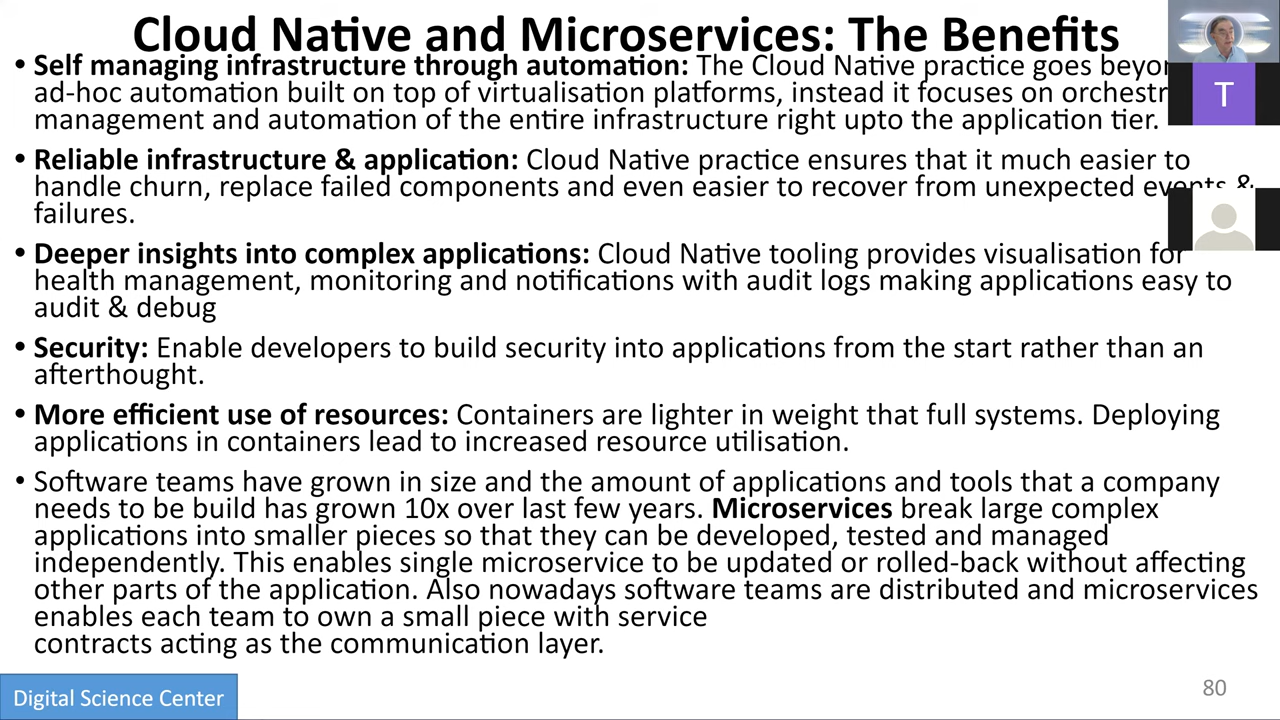 Cloud Native and Microservices: The Benefits
• Self managing infrastructure through automation: The Cloud Native practice goes
ad-hoc automation built on top of virtualisation platforms, instead it focuses on
management and automation of the entire infrastructure right upto the application tier.
• Reliable infrastructure & application: Cloud Native practice ensures that it much easier to
handle churn, replace failed components and even easier to recover from unexpected events &
failures.
• Deeper insights into complex applications: Cloud Native tooling provides visualisation for
health management, monitoring and notifications with audit logs making applications easy to
audit & debug
• Security: Enable developers to build security into applications from the start rather than an
afterthought.
• More efficient use of resources: Containers are lighter in weight that full systems. Deploying
applications in containers lead to increased resource utilisation.
• Software teams have grown in size and the amount of applications and tools that a company
needs to be build has grown 10x over last few years. Microservices break large complex
applications into smaller pieces so that they can be developed, tested and managed
independently. This enables single microservice to be updated or rolled-back without affecting
other parts of the application. Also nowadays software teams are distributed and microservices
enables each team to own a small piece with service
contracts acting as the communication layer.
T
Digital Science Center
80